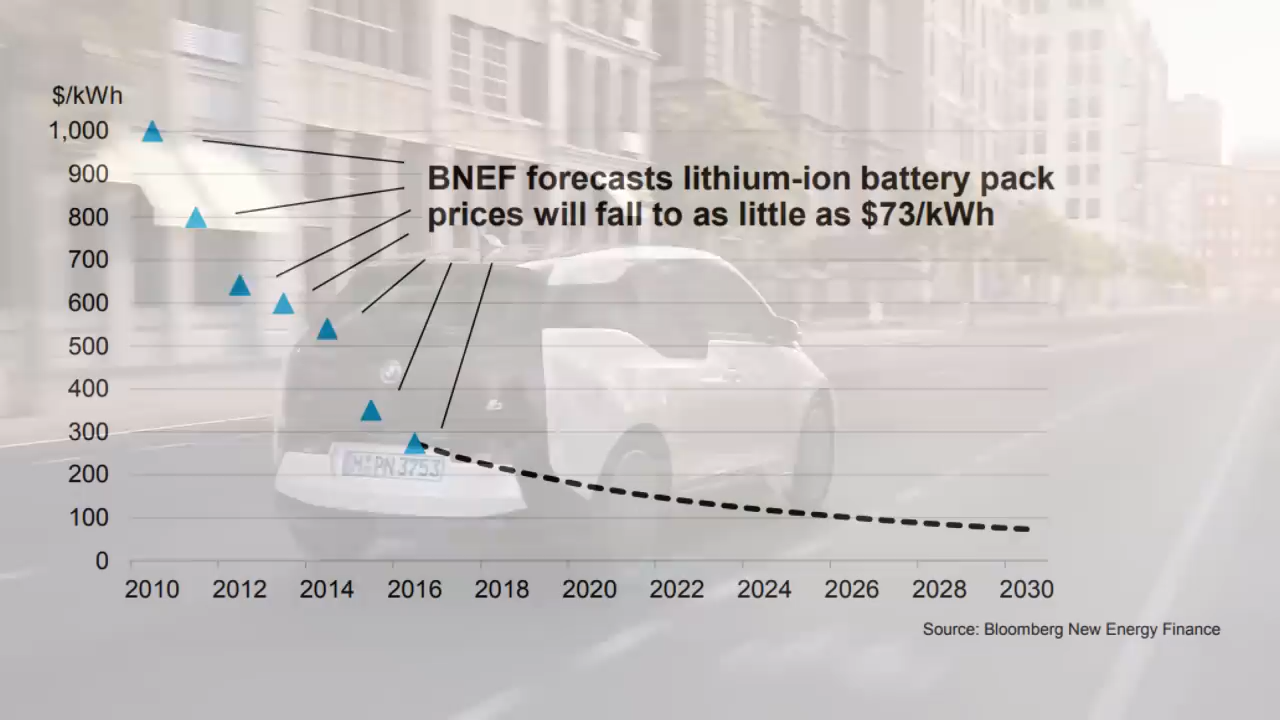 $/kWh
1,000
900
800
700
600
500
400
300
200
100
0
BNEF forecasts lithium-ion battery pack
prices will fall to as little as $73/kWh
M PN 3753
2010 2012 2014 2016 2018 2020 2022 2024 2026 2028 2030
Source: Bloomberg New Energy Finance